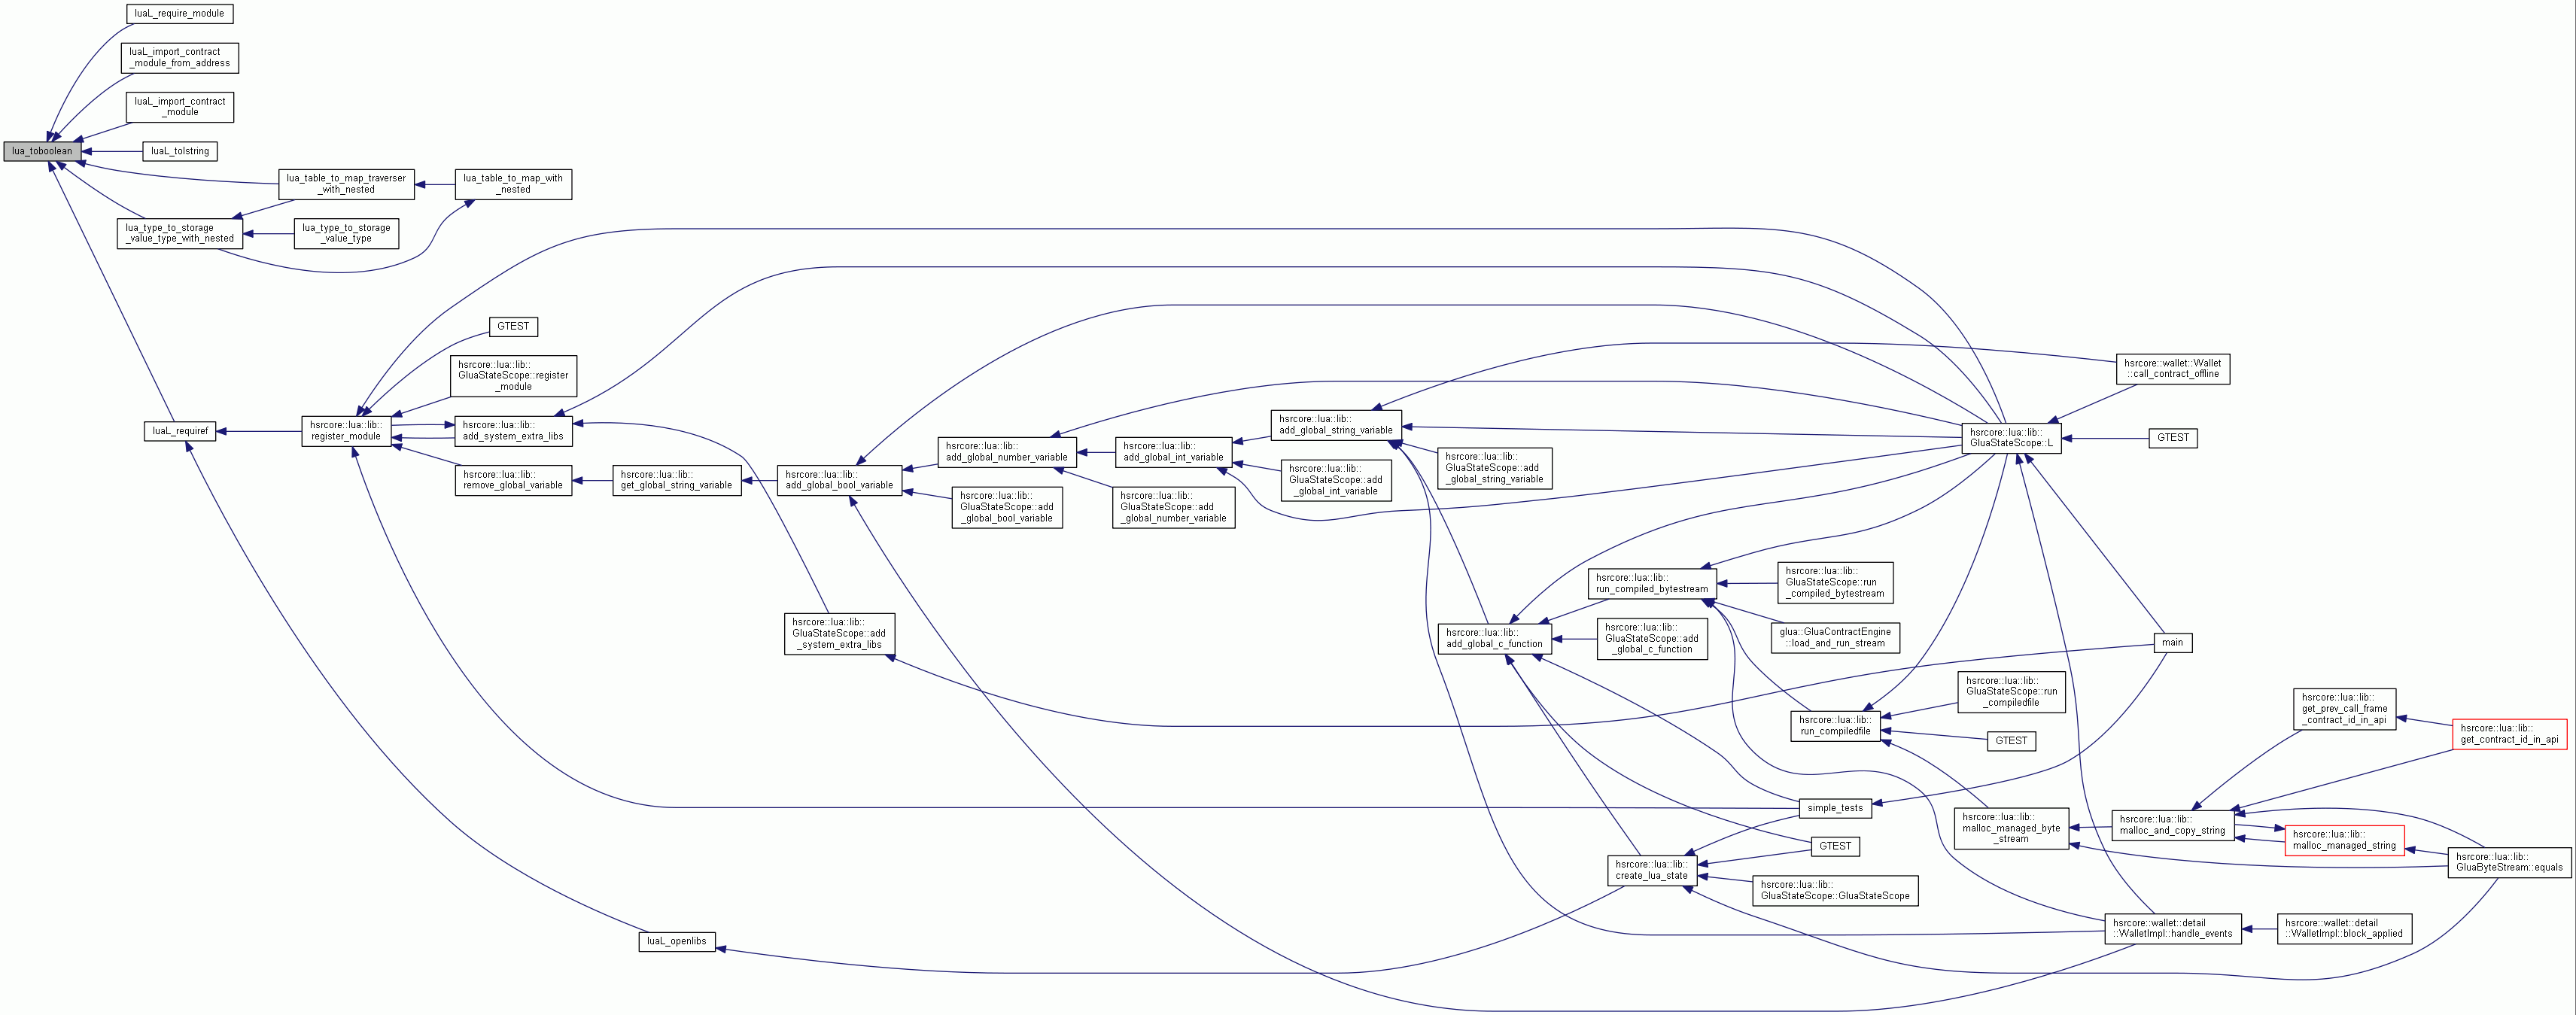 luaL_require_module
luaL_import_contract
_module_from_address
luaL_import_contract
_module
lua_toboolean
luaL_tolstring
lua_table_to_map_traverser
_with_nested
lua_table_to_map_with
_nested
lua_type_to_storage
_value_type_with_nested
lua_type_to_storage
_value_type
GTEST
hsrcore::lua::lib::
GluaStateScope::register
_module
luaL_requiref
hsrcore::lua::lib::
register_module
hsrcore::lua::lib::
add_system_extra_libs
hsrcore::lua::lib::
remove_global_variable
hsrcore::lua::lib::
get_global_string_variable
hsrcore::lua::lib::
add_global_bool_variable
hsrcore::lua::lib::
add_global_number_variable
hsrcore::lua::lib::
GluaStateScope::add
_global_bool_variable
hsrcore::lua::lib::
add_global_int_variable
hsrcore::lua::lib::
GluaStateScope::add
_global_number_variable
hsrcore::lua::lib::
add_global_string_variable
hsrcore::lua::lib::
GluaStateScope::add
_global_int_variable
hsrcore::lua::lib::
GluaStateScope::add
_global_string_variable
hsrcore::wallet::Wallet
::call_contract_offline
hsrcore::lua::lib::
GluaStateScope::L
GTEST
hsrcore::lua::lib::
GluaStateScope::add
_system_extra_libs
hsrcore::lua::lib::
add_global_c_function
hsrcore::lua::lib::
run_compiled_bytestream
hsrcore::lua::lib::
GluaStateScope::add
_global_c_function
hsrcore::lua::lib::
GluaStateScope::run
_compiled_bytestream
glua::GluaContractEngine
::load_and_run_stream
main
hsrcore::lua::lib::
GluaStateScope::run
_compiledfile
hsrcore::lua::lib::
run_compiledfile
GTEST
hsrcore::lua::lib::
get_prev_call_frame
_contract_id_in_api
hsrcore::lua::lib::
get_contract_id_in_api
simple_tests
hsrcore::lua::lib::
malloc_managed_byte
_stream
hsrcore::lua::lib::
malloc_and_copy_string
hsrcore::lua::lib::
malloc_managed_string
GTEST
hsrcore::lua::lib::
GluaByteStream::equals
hsrcore::lua::lib::
create_lua_state
hsrcore::lua::lib::
GluaStateScope::GluaStateScope
luaL_openlibs
hsrcore::wallet::detail
::WalletImpl::handle_events
hsrcore::wallet::detail
::WalletImpl::block_applied